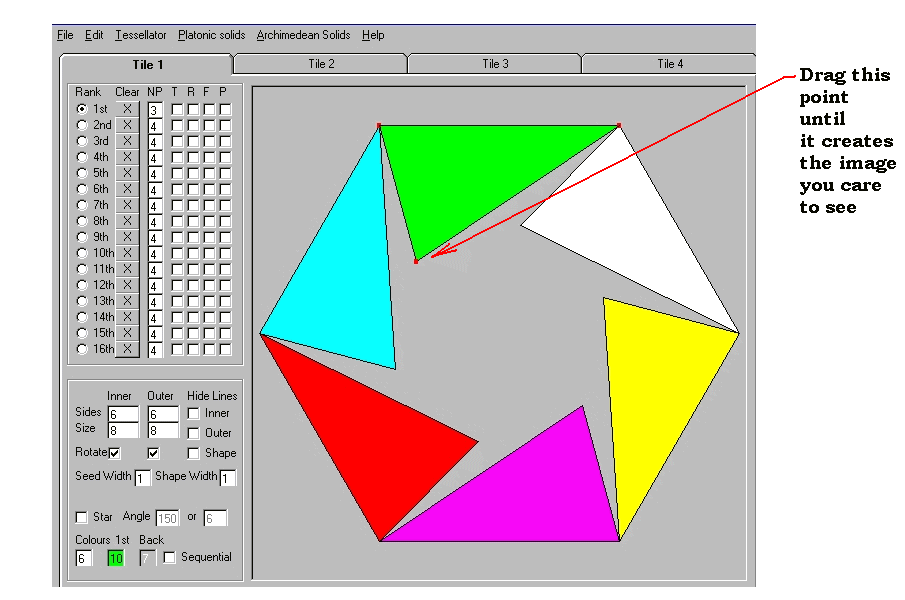 File Edit Tessellator Platonic solids Archimedean Solids Help
Tile 1 Tile 2 Tile 3 Tile 4
Rank Clear NP T R F P
1st X 3
2nd X 4
3rd X 4
4th X 4
5th X 4
6th X 4
7th X 4
8th X 4
9th X 4
10th X 4
11th X 4
12th X 4
13th X 4
14th X 4
15th X 4
16th X 4
Inner Outer Hide Lines
Sides 6 6 Inner
Size 8 8 Outer
Rotate Shape
Seed Width 1 Shape Width 1
Star Angle 150 or 6
Colours 1st Back
6 10 7 Sequential
Drag this
point
until
it creates
the image
you care
to see